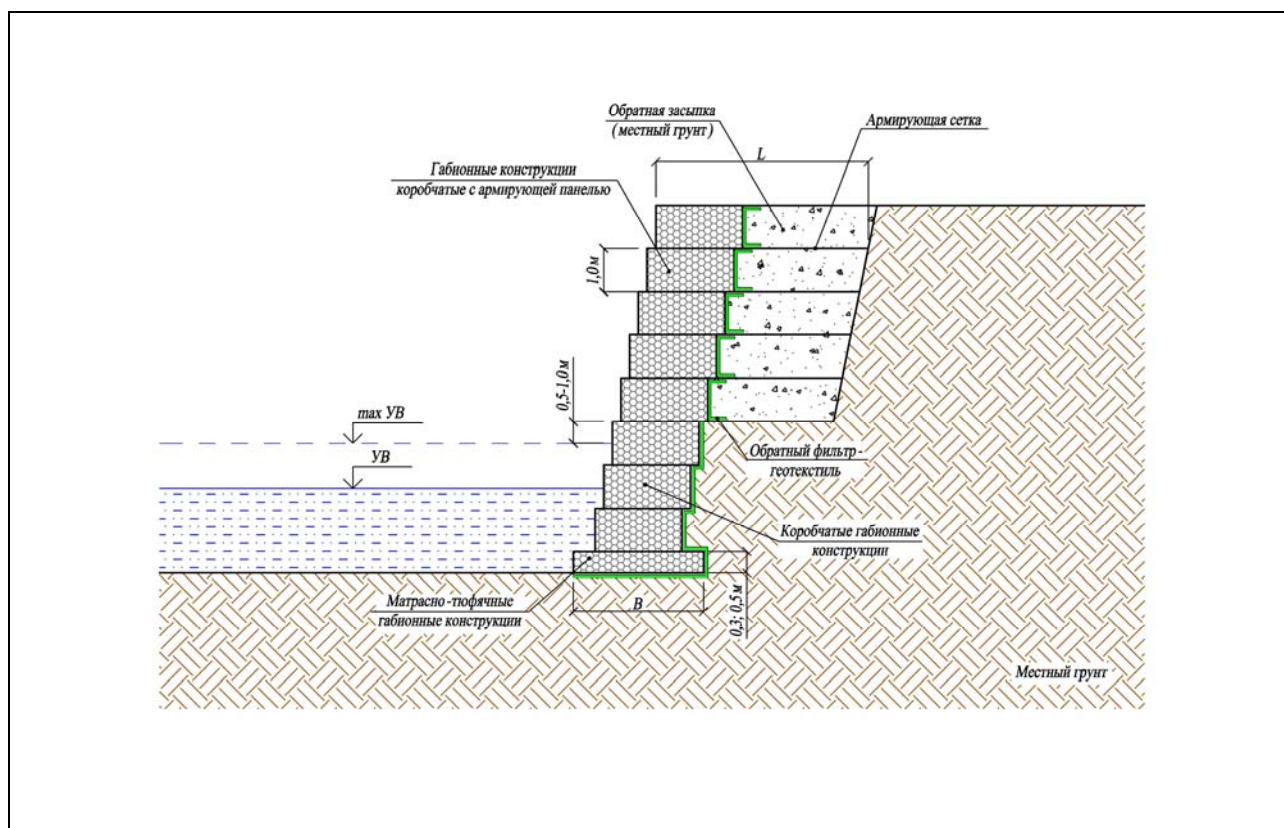 Обратная засыпка
(местный грунт)
Армирующая сетка
L
Габионные конструкции
коробчатые с армирующей панелью
1,0м
0,5-1,0м
max УВ
УВ
Обратный фильтр -
геотекстиль
Коробчатые габионные
конструкции
Матрасно -тюфячные
габионные конструкции
B
0,3; 0,5м
Местный грунт